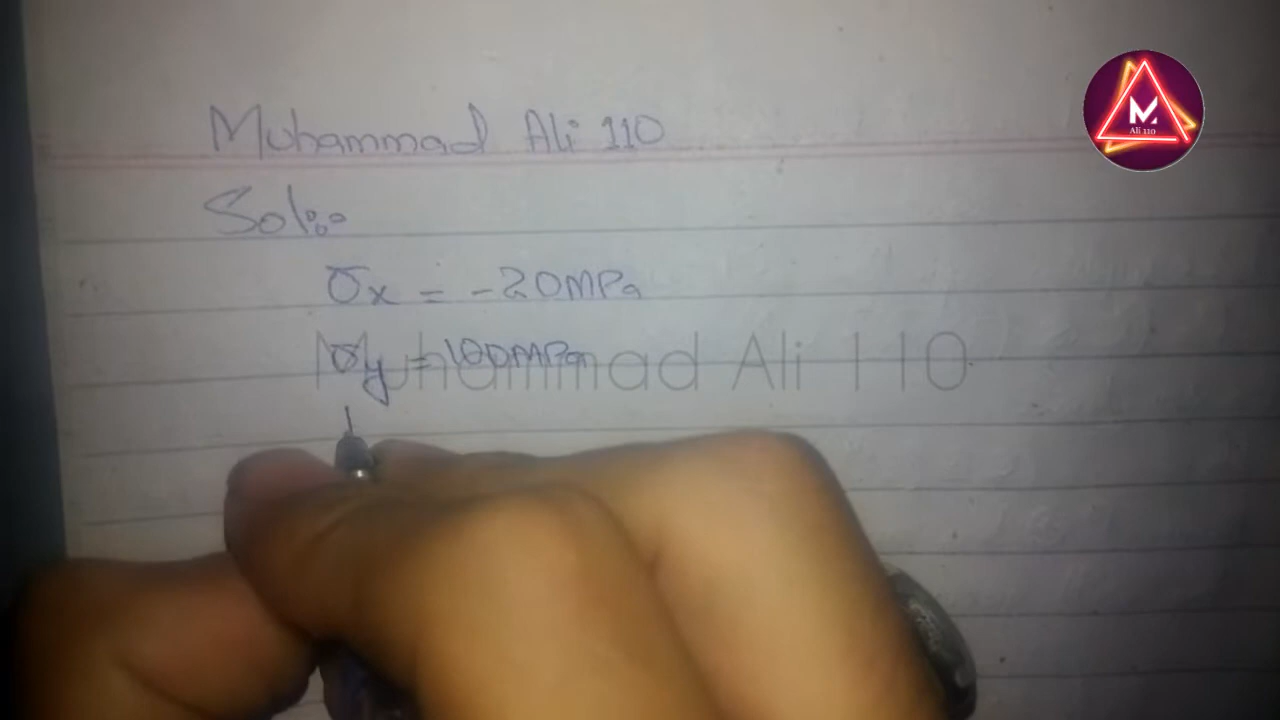 Muhammad Ali 110
Sol:
σx = -20MPa
σy = 100MPa
Muhammad Ali 110
M
Ali 110